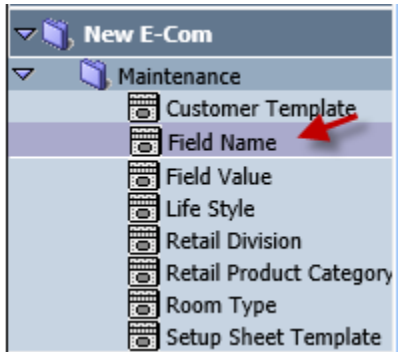 New E-Com
Maintenance
Customer Template
Field Name
Field Value
Life Style
Retail Division
Retail Product Category
Room Type
Setup Sheet Template